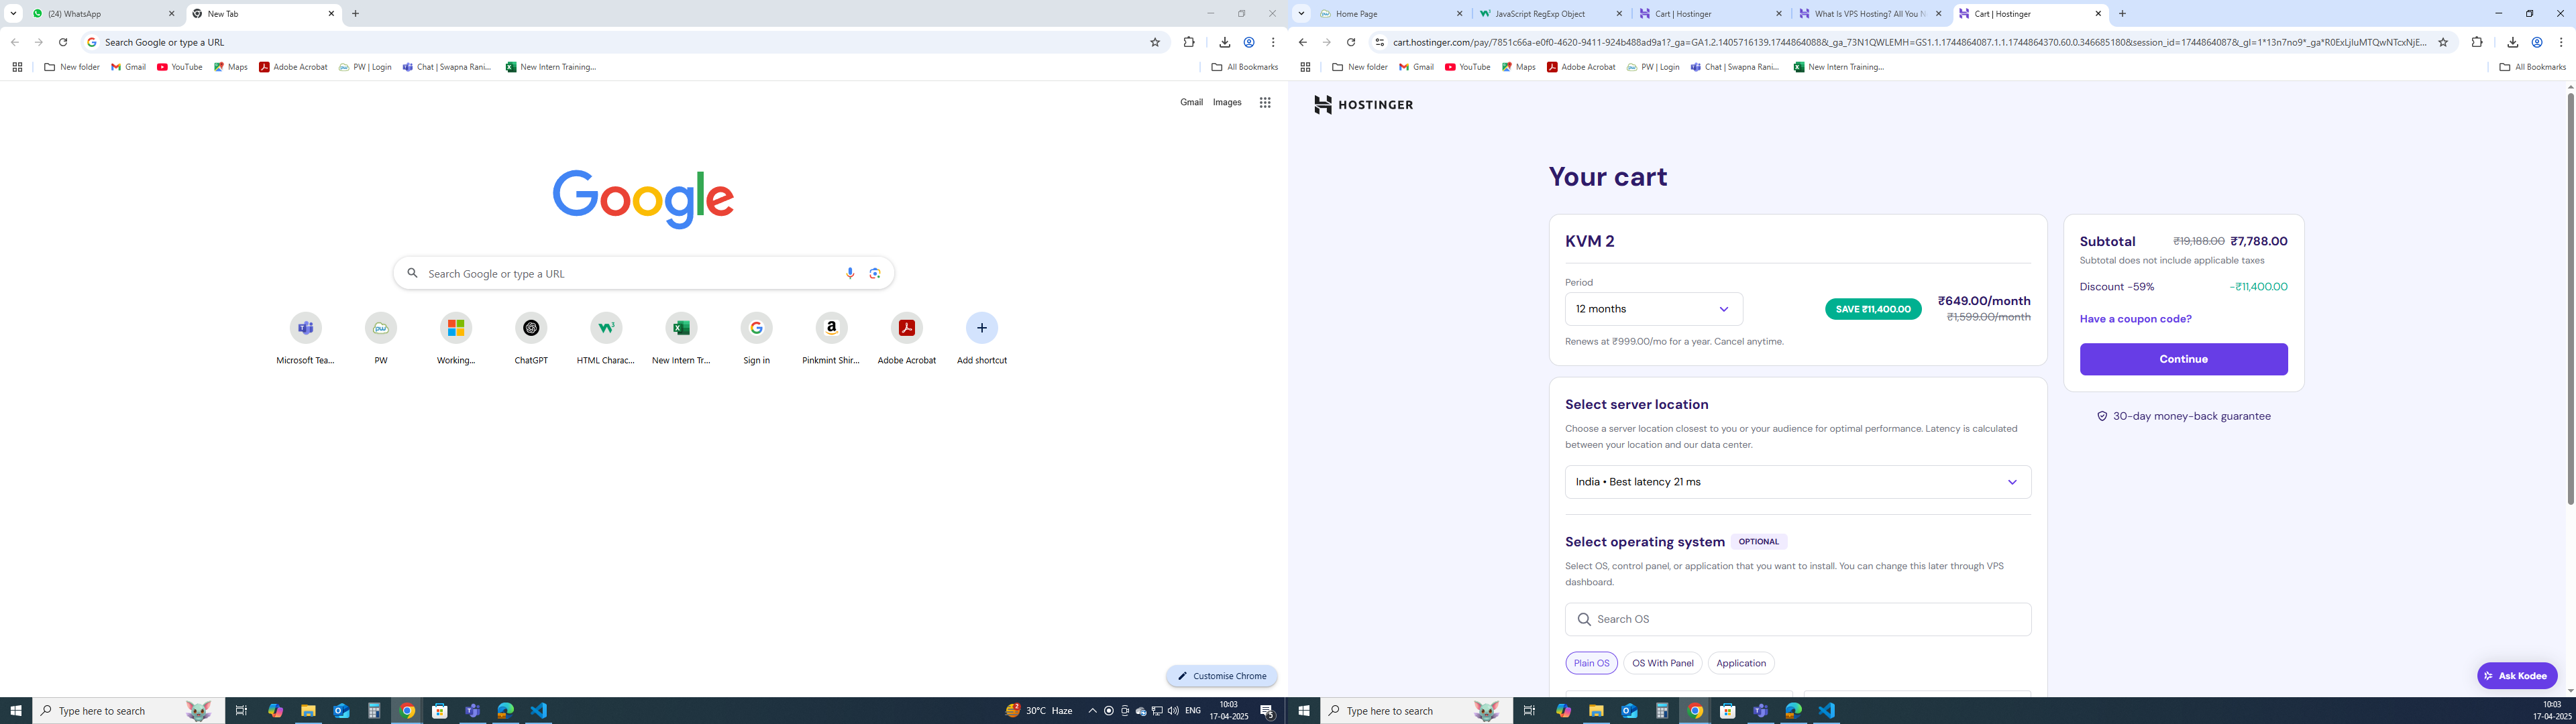 (24) WhatsApp
New Tab
Search Google or type a URL
New folder
Gmail
YouTube
Maps
Adobe Acrobat
PW | Login
Chat | Swapna Rani...
New Intern Training...
All Bookmarks
Gmail
Images
Google
Search Google or type a URL
Microsoft Tea...
PW
Working...
ChatGPT
HTML Charac...
New Intern Tr...
Sign in
Pinkmint Shir...
Adobe Acrobat
Add shortcut
Customise Chrome
Type here to search
30°C Haze
ENG
10:03
17-04-2025
5
Home Page
JavaScript RegExp Object
Cart | Hostinger
What Is VPS Hosting? All You N
Cart | Hostinger
cart.hostinger.com/pay/7851c66a-e0f0-4620-9411-924b488ad9a1?_ga=GA1.2.1405716139.1744864088&_ga_73N1QWLEMH=GS1.1.1744864087.1.1.1744864370.60.0.346685180&session_id=1744864087&_gl=1*13n7no9*_ga*R0ExLjIuMTQwNTcxNjE...
New folder
Gmail
YouTube
Maps
Adobe Acrobat
PW | Login
Chat | Swapna Rani...
New Intern Training...
All Bookmarks
HOSTINGER
Your cart
KVM 2
Period
12 months
SAVE ₹11,400.00
₹649.00/month
₹1,599.00/month
Renews at ₹999.00/mo for a year. Cancel anytime.
Subtotal ₹19,188.00 ₹7,788.00
Subtotal does not include applicable taxes
Discount -59% -₹11,400.00
Have a coupon code?
Continue
30-day money-back guarantee
Select server location
Choose a server location closest to you or your audience for optimal performance. Latency is calculated
between your location and our data center.
India • Best latency 21 ms
Select operating system OPTIONAL
Select OS, control panel, or application that you want to install. You can change this later through VPS
dashboard.
Search OS
Plain OS
OS With Panel
Application
Ask Kodee
Type here to search
10:03
17-04-2025